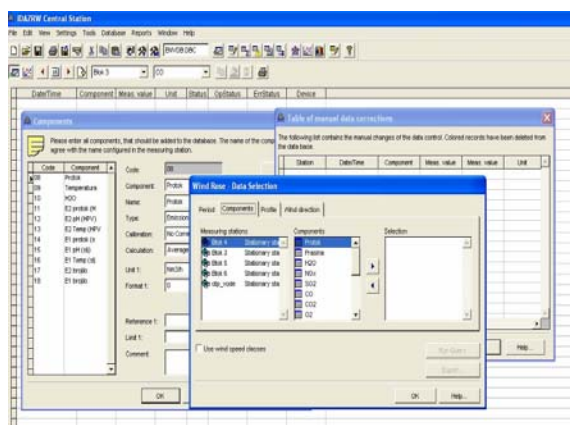 IDA/RW Central Station
File Edit View Settings Tools Database Reports Window Help
Blok 3 CO
Date/Time Component Meas. value Unit Status OpStatus ErrStatus Device
Components
Please enter all components, that should be added to the database. The name of the comp
agree with the name configured in the measuring station.
Code Component
08 Protok
09 Temperatura
10 H2O
11 E2 protok (H
12 E2 pH (HPV)
13 E2 Temp (HPV
14 E1 protok (s
15 E1 pH (stj)
16 E1 Temp (stj)
17 E2 brojilo
18 E1 brojilo
Code: 08
Component: Protok
Name: Protok
Type: Emission
Calibration: No Corre
Calculation: Average
Unit 1: Nm3/h
Format 1: 0
Reference 1:
Limit 1:
Comment:
OK
Table of manual data corrections
The following list contains the manual changes of the data control. Colored records have been deleted from
the data base.
Station Date/Time Component Meas. value Meas. value Unit
Help...
Wind Rose - Data Selection
Period Components Profile Wind direction
Measuring stations Components Selection
Blok 4 Stationary sta
Blok 3 Stationary sta
Blok 5 Stationary sta
Blok 6 Stationary sta
dip_node Stationary sta
Protok
Prasina
H2O
NOx
SO2
CO
CO2
O2
Use wind speed classes
OK Help...